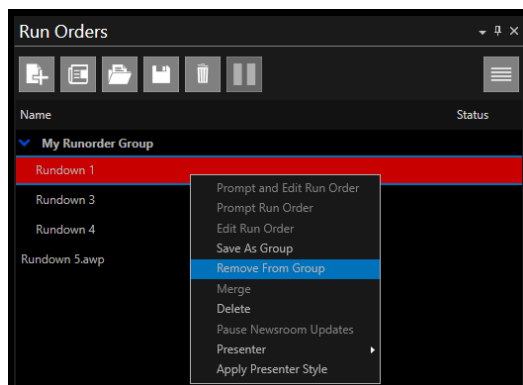 Run Orders
Name Status
My Runorder Group
Rundown 1
Prompt and Edit Run Order
Rundown 3
Prompt Run Order
Rundown 4
Edit Run Order
Save As Group
Rundown 5.awp
Remove From Group
Merge
Delete
Pause Newsroom Updates
Presenter
Apply Presenter Style